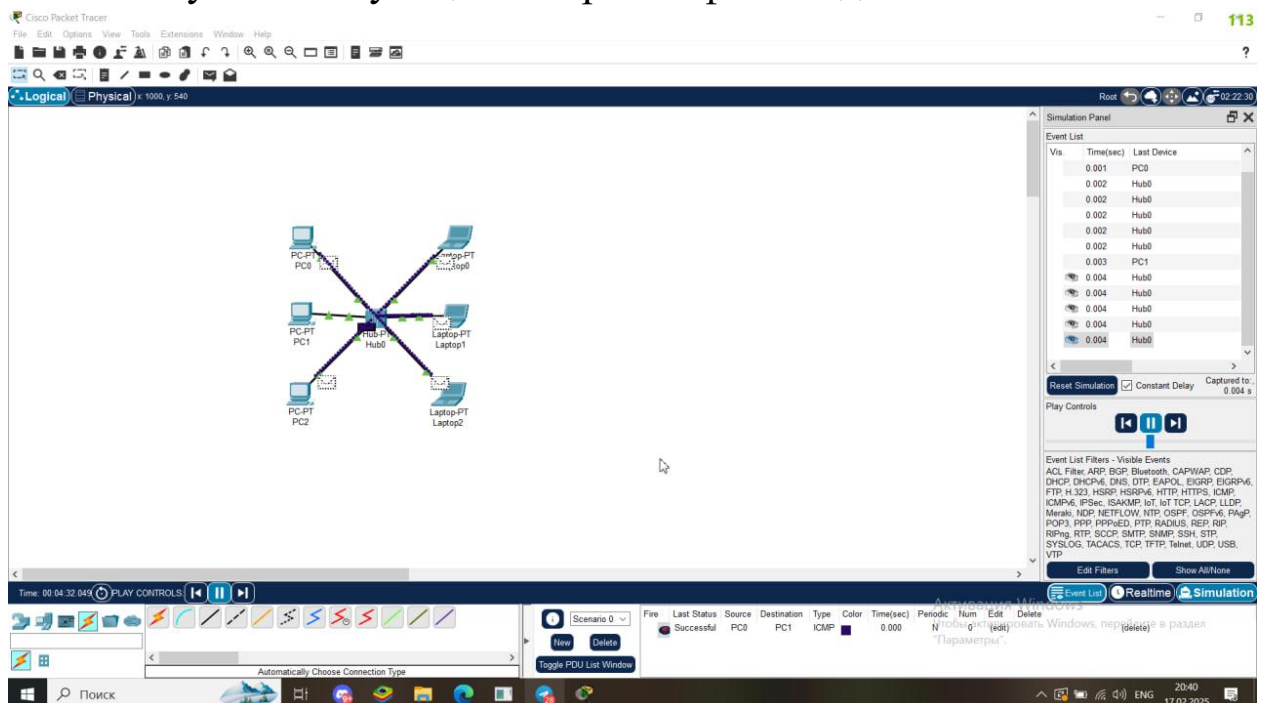 Cisco Packet Tracer
113
File Edit Options View Tools Extensions Window Help
?
Logical Physical x: 1000, y: 540
Root 02:22:30
Simulation Panel
Event List
Vis. Time(sec) Last Device
0.001 PC0
0.002 Hub0
0.002 Hub0
0.002 Hub0
0.002 Hub0
0.002 Hub0
0.003 PC1
0.004 Hub0
0.004 Hub0
0.004 Hub0
0.004 Hub0
0.004 Hub0
PC-PT
PC0
PC-PT
PC1
Hub-PT
Hub0
Laptop-PT
Laptop1
PC-PT
PC2
Laptop-PT
Laptop2
Reset Simulation Constant Delay Captured to:
0.004 s
Play Controls
Event List Filters - Visible Events
ACL Filter, ARP, BGP, Bluetooth, CAPWAP, CDP,
DHCP, DHCPv6, DNS, DTP, EAPOL, EIGRP, EIGRPv6,
FTP, H.323, HSRP, HSRPv6, HTTP, HTTPS, ICMP,
ICMPv6, IPSec, ISAKMP, IoT, IoT TCP, LACP, LLDP,
Meraki, NDP, NETFLOW, NTP, OSPF, OSPFv6, PAgP,
POP3, PPP, PPPoED, PTP, RADIUS, REP, RIP,
RIPng, RTP, SCCP, SMTP, SNMP, SSH, STP,
SYSLOG, TACACS, TCP, TFTP, Telnet, UDP, USB,
VTP
Edit Filters Show All/None
Time: 00:04:32.049 PLAY CONTROLS:
Event List Realtime Simulation
Scenario 0
New Delete
Toggle PDU List Window
Fire Last Status Source Destination Type Color Time(sec) Periodic Num Edit Delete
Successful PC0 PC1 ICMP 0.000 N 0 (edit) (delete)
Активация Windows
"Параметры".
Automatically Choose Connection Type
Поиск
ENG
20:40
17.02.2025